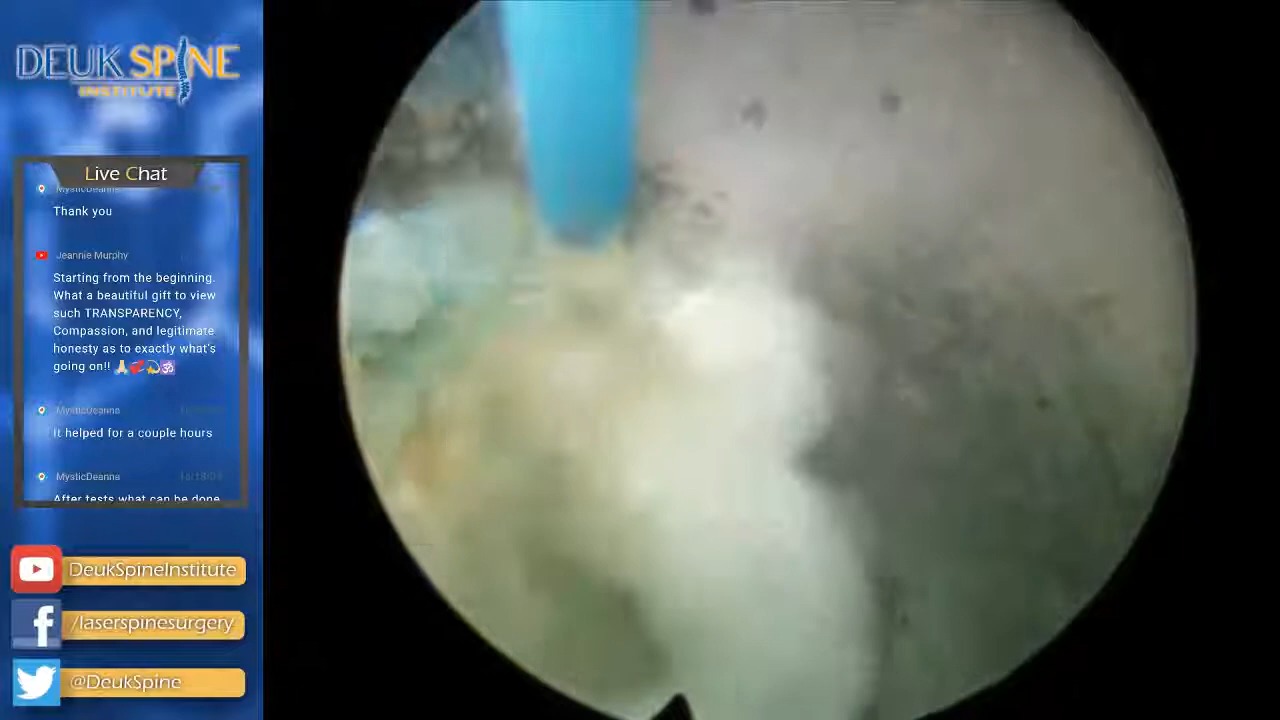 DEUK SPINE
INSTITUTE
Live Chat
MysticDeanna
Thank you
Jeannie Murphy
Starting from the beginning.
What a beautiful gift to view
such TRANSPARENCY,
Compassion, and legitimate
honesty as to exactly what's
going on!! 🙏🏻💞💫🕉
MysticDeanna
It helped for a couple hours
MysticDeanna
After tests what can be done
DeukSpineInstitute
/laserspinesurgery
@DeukSpine